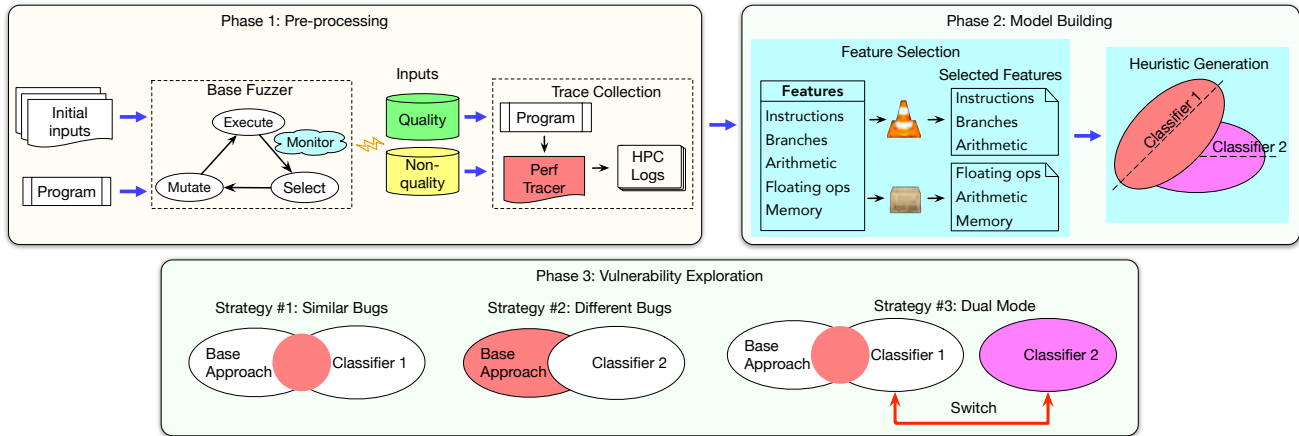 Phase 1: Pre-processing
Initial
inputs
Program
Base Fuzzer
Execute
Monitor
Mutate
Select
Inputs
Quality
Non-
quality
Trace Collection
Program
Perf
Tracer
HPC
Logs
Phase 2: Model Building
Feature Selection
Features
Instructions
Branches
Arithmetic
Floating ops
Memory
Selected Features
Instructions
Branches
Arithmetic
Floating ops
Arithmetic
Memory
Heuristic Generation
Classifier 1
Classifier 2
Phase 3: Vulnerability Exploration
Strategy #1: Similar Bugs
Base
Approach
Classifier 1
Strategy #2: Different Bugs
Base
Approach
Classifier 2
Strategy #3: Dual Mode
Base
Approach
Classifier 1
Classifier 2
Switch